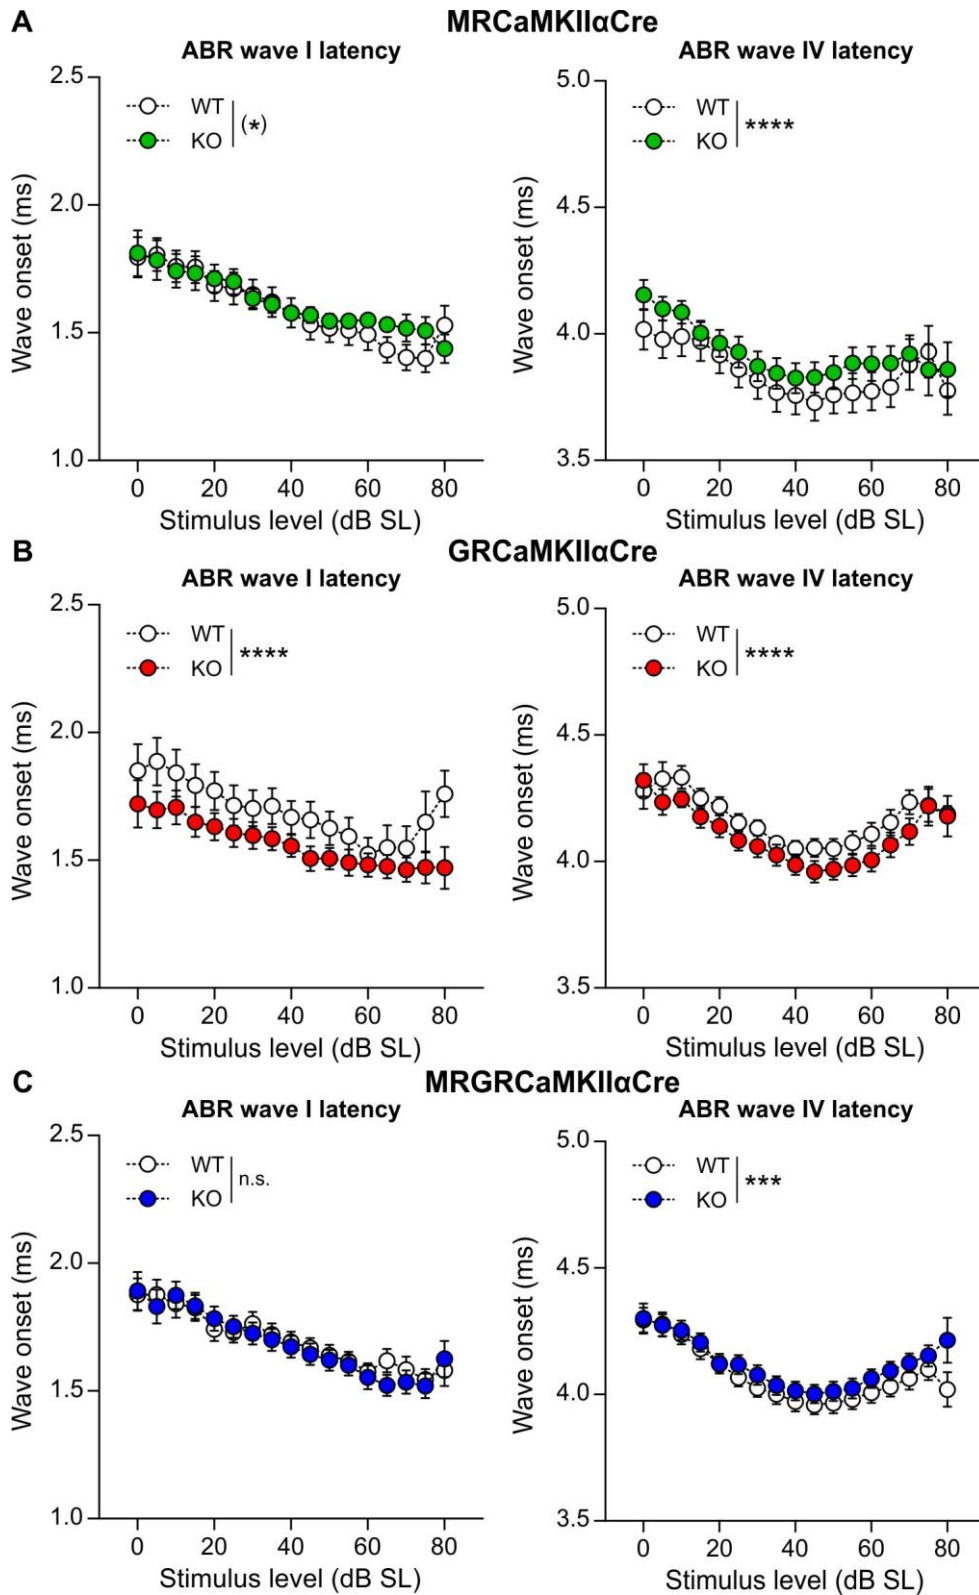 A
MRCaMKIIαCre
ABR wave I latency
2.5
2.0
1.5
1.0
Wave onset (ms)
WT
KO
(*)
0 20 40 60 80
Stimulus level (dB SL)
ABR wave IV latency
5.0
4.5
4.0
3.5
Wave onset (ms)
WT
KO
****
0 20 40 60 80
Stimulus level (dB SL)
B
GRCaMKIIαCre
ABR wave I latency
2.5
2.0
1.5
1.0
Wave onset (ms)
WT
KO
****
0 20 40 60 80
Stimulus level (dB SL)
ABR wave IV latency
5.0
4.5
4.0
3.5
Wave onset (ms)
WT
KO
****
0 20 40 60 80
Stimulus level (dB SL)
C
MRGRCaMKIIαCre
ABR wave I latency
2.5
2.0
1.5
1.0
Wave onset (ms)
WT
KO
n.s.
0 20 40 60 80
Stimulus level (dB SL)
ABR wave IV latency
5.0
4.5
4.0
3.5
Wave onset (ms)
WT
KO
***
0 20 40 60 80
Stimulus level (dB SL)